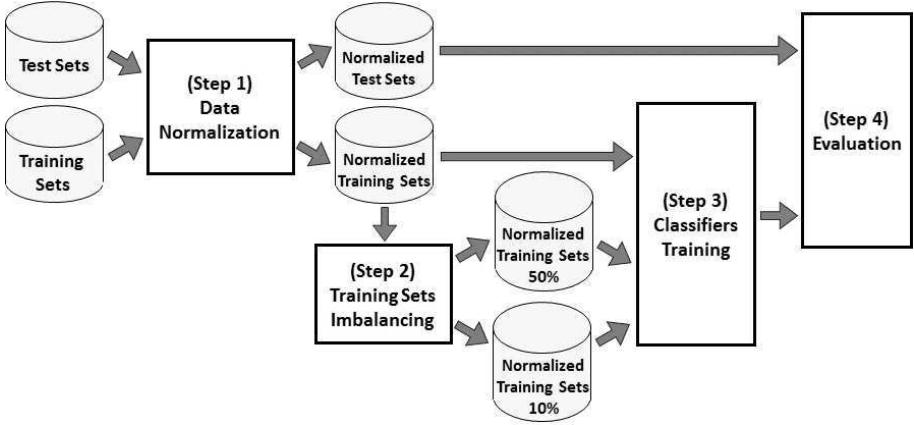 Test Sets
Training
Sets
(Step 1)
Data
Normalization
Normalized
Test Sets
Normalized
Training Sets
(Step 2)
Training Sets
Imbalancing
Normalized
Training Sets
50%
Normalized
Training Sets
10%
(Step 3)
Classifiers
Training
(Step 4)
Evaluation